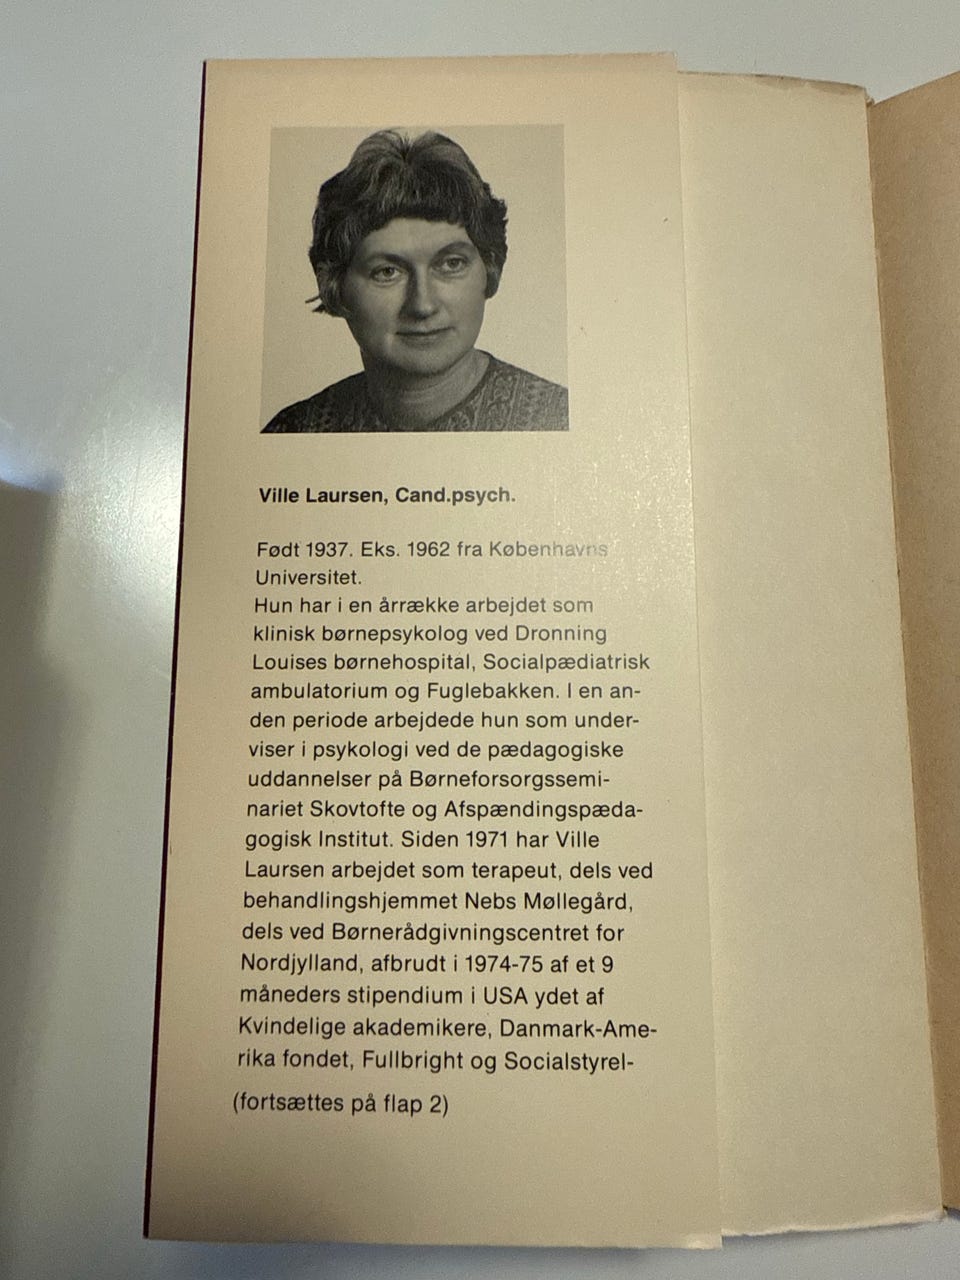 Ville Laursen, Cand.psych.
Født 1937. Eks. 1962 fra Københavns
Universitet.
Hun har i en årrække arbejdet som
klinisk børnepsykolog ved Dronning
Louises børnehospital, Socialpædiatrisk
ambulatorium og Fuglebakken. I en an-
den periode arbejdede hun som under-
viser i psykologi ved de pædagogiske
uddannelser på Børneforsorgssemi-
nariet Skovtofte og Afspændingspæda-
gogisk Institut. Siden 1971 har Ville
Laursen arbejdet som terapeut, dels ved
behandlingshjemmet Nebs Møllegård,
dels ved Børnerådgivningscentret for
Nordjylland, afbrudt i 1974-75 af et 9
måneders stipendium i USA ydet af
Kvindelige akademikere, Danmark-Ame-
rika fondet, Fullbright og Socialstyrel-
(fortsættes på flap 2)